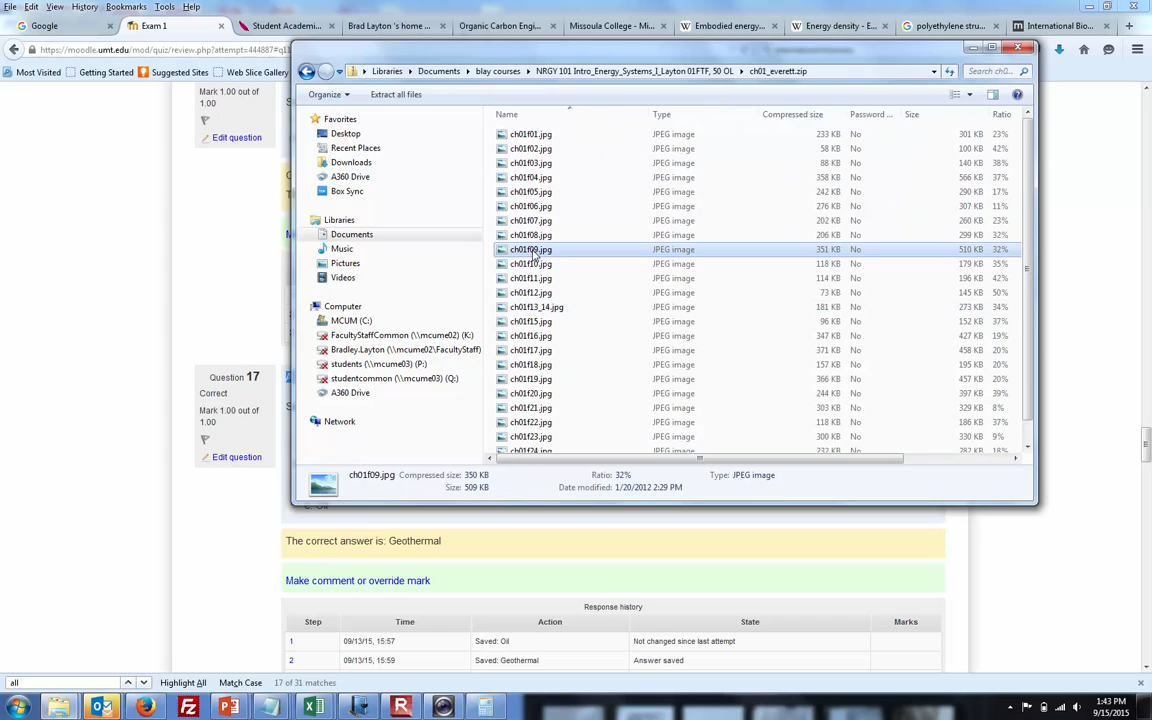 File Edit View History Bookmarks Tools Help
Google Exam 1 Student Academi... Brad Layton 's home ... Organic Carbon Engi... Missoula College - Mi... Embodied energy... Energy density - E... polyethylene struct... International Bio...
https://moodle.umt.edu/mod/quiz/review.php?attempt=444887#q1
Most Visited Getting Started Suggested Sites Web Slice Gallery
Libraries Documents blay courses NRGY 101 Intro_Energy_Systems_I_Layton 01FTF, 50 OL ch01_everett.zip Search ch0...
Organize Extract all files
Mark 1.00 out of
1.00
Edit question
Favorites
Desktop
Recent Places
Downloads
A360 Drive
Box Sync
Libraries
Documents
Music
Pictures
Videos
Computer
MCUM (C:)
FacultyStaffCommon (\\mcume02) (K:)
Bradley.Layton (\\mcume02\FacultyStaff)
students (\\mcume03) (P:)
studentcommon (\\mcume03) (Q:)
A360 Drive
Network
Name Type Compressed size Password ... Size Ratio
ch01f01.jpg JPEG image 233 KB No 301 KB 23%
ch01f02.jpg JPEG image 58 KB No 100 KB 42%
ch01f03.jpg JPEG image 88 KB No 140 KB 38%
ch01f04.jpg JPEG image 358 KB No 566 KB 37%
ch01f05.jpg JPEG image 242 KB No 290 KB 17%
ch01f06.jpg JPEG image 276 KB No 307 KB 11%
ch01f07.jpg JPEG image 202 KB No 260 KB 23%
ch01f08.jpg JPEG image 206 KB No 299 KB 32%
ch01f09.jpg JPEG image 351 KB No 510 KB 32%
ch01f10.jpg JPEG image 118 KB No 179 KB 35%
ch01f11.jpg JPEG image 114 KB No 196 KB 42%
ch01f12.jpg JPEG image 73 KB No 145 KB 50%
ch01f13_14.jpg JPEG image 181 KB No 273 KB 34%
ch01f15.jpg JPEG image 96 KB No 152 KB 37%
ch01f16.jpg JPEG image 347 KB No 427 KB 19%
ch01f17.jpg JPEG image 371 KB No 458 KB 20%
ch01f18.jpg JPEG image 157 KB No 195 KB 20%
ch01f19.jpg JPEG image 366 KB No 457 KB 20%
ch01f20.jpg JPEG image 244 KB No 397 KB 39%
ch01f21.jpg JPEG image 303 KB No 329 KB 8%
ch01f22.jpg JPEG image 118 KB No 186 KB 37%
ch01f23.jpg JPEG image 300 KB No 330 KB 9%
ch01f24.jpg JPEG image 232 KB No 282 KB 18%
ch01f09.jpg Compressed size: 350 KB Ratio: 32% Type: JPEG image
Size: 509 KB Date modified: 1/20/2012 2:29 PM
Question 17
Correct
Mark 1.00 out of
1.00
Edit question
The correct answer is: Geothermal
Make comment or override mark
Response history
Step Time Action State Marks
1 09/13/15, 15:57 Saved: Oil Not changed since last attempt
2 09/13/15, 15:59 Saved: Geothermal Answer saved
all Highlight All Match Case 17 of 31 matches
1:43 PM
9/15/2015